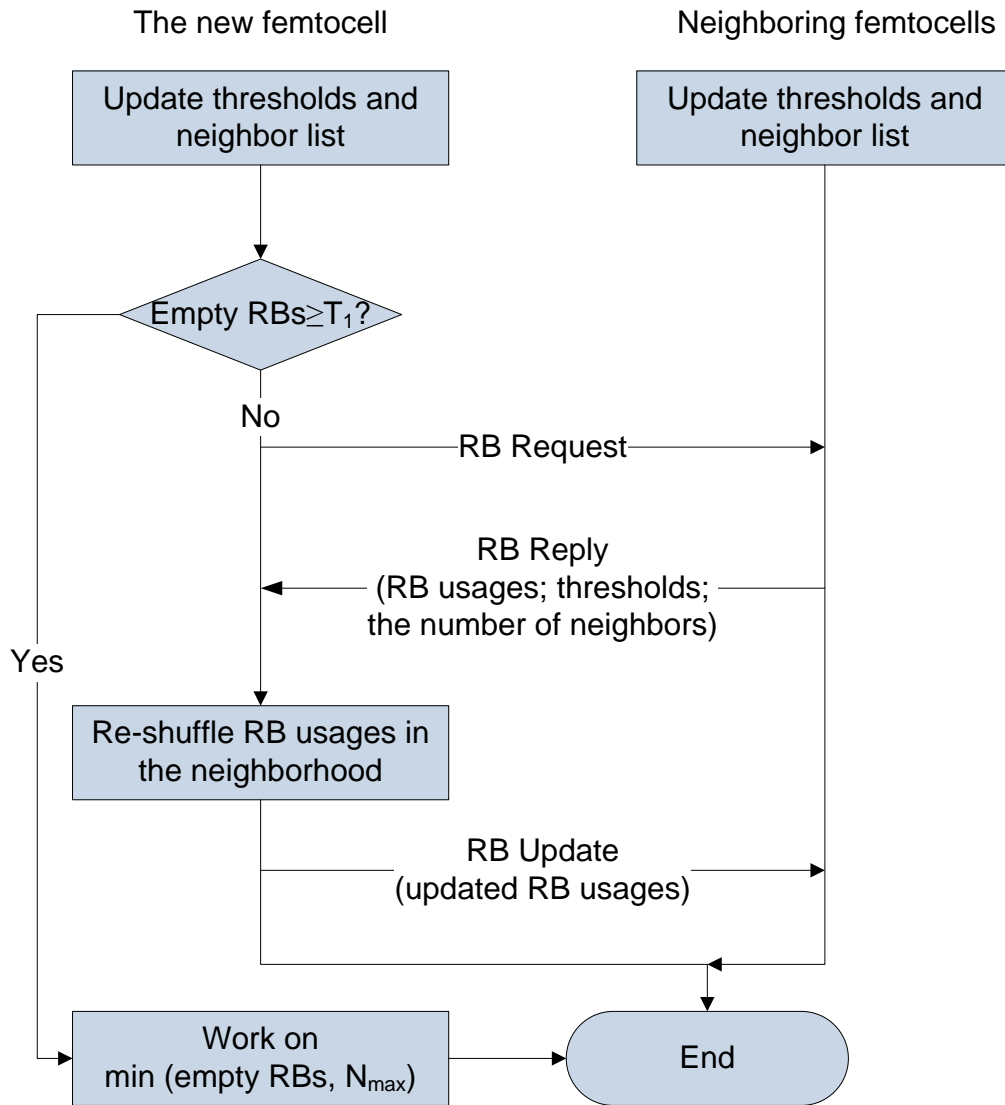 The new femtocell
Neighboring femtocells
Update thresholds and
neighbor list
Update thresholds and
neighbor list
Empty RBs≥T₁?
No
RB Request
RB Reply
(RB usages; thresholds;
the number of neighbors)
Yes
Re-shuffle RB usages in
the neighborhood
RB Update
(updated RB usages)
Work on
min (empty RBs, Nₘₐₓ)
End